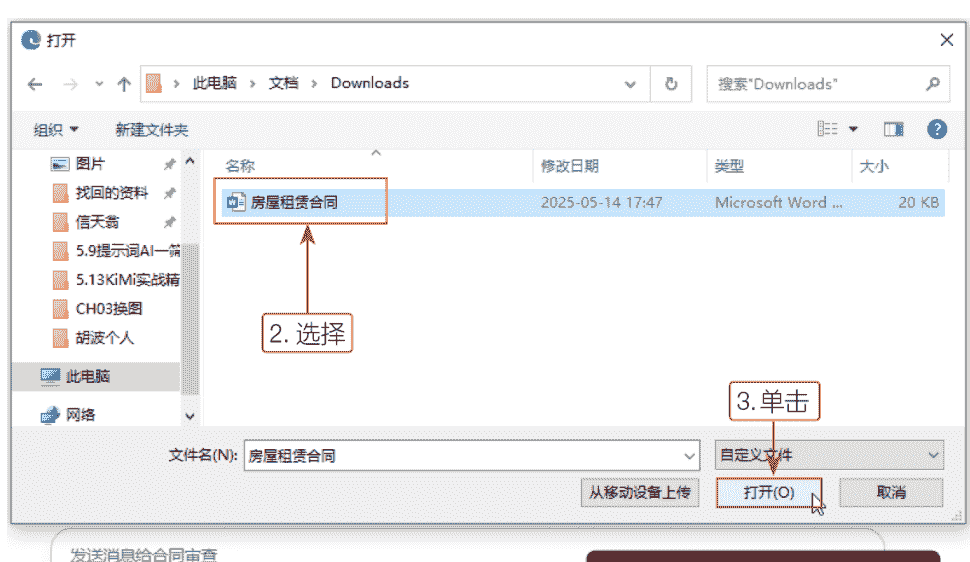 打开
此电脑 文档 Downloads 搜索"Downloads"
组织 新建文件夹
图片 名称 修改日期 类型 大小
找回的资料 房屋租赁合同 2025-05-14 17:47 Microsoft Word ... 20 KB
信天翁
5.9提示词AI一简
5.13KiMi实战精
CH03换图
胡波个人
2. 选择
此电脑
3.单击
网络
文件名(N): 房屋租赁合同 自定义文件
从移动设备上传 打开(O) 取消
发送消息给合同审查